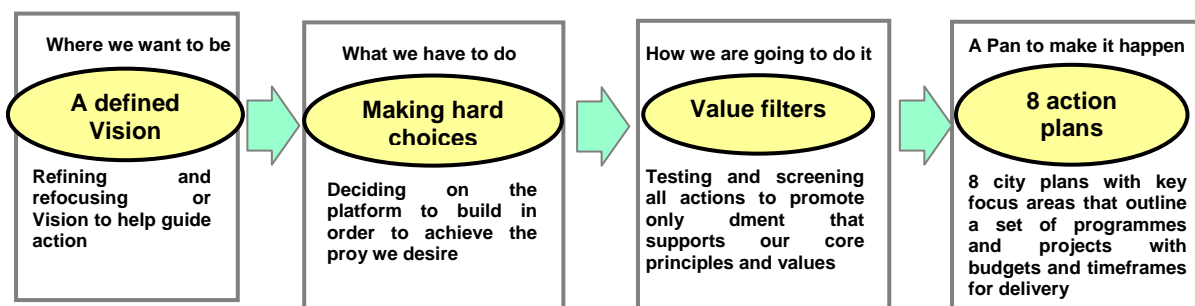 Where we want to be
A defined
Vision
Refining and
refocusing or
Vision to help guide
action
What we have to do
Making hard
choices
Deciding on the
platform to build in
order to achieve the
proy we desire
How we are going to do it
Value filters
Testing and screening
all actions to promote
only dment that
supports our core
principles and values
A Pan to make it happen
8 action
plans
8 city plans with key
focus areas that outline
a set of programmes
and projects with
budgets and timeframes
for delivery